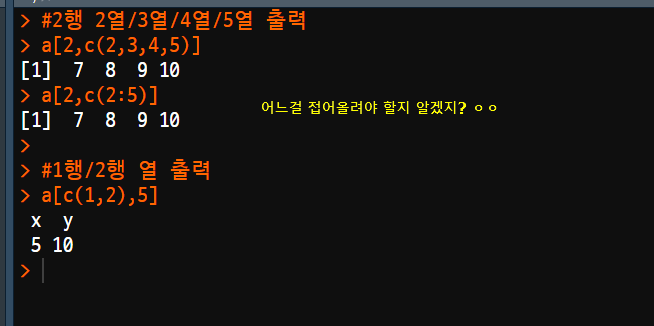 > #2행 2열/3열/4열/5열 출력
> a[2,c(2,3,4,5)]
[1]  7  8  9 10
> a[2,c(2:5)]
어느걸 접어올려야 할지 알겠지? ㅇㅇ
[1]  7  8  9 10
>
> #1행/2행 열 출력
> a[c(1,2),5]
 x  y
 5 10
>